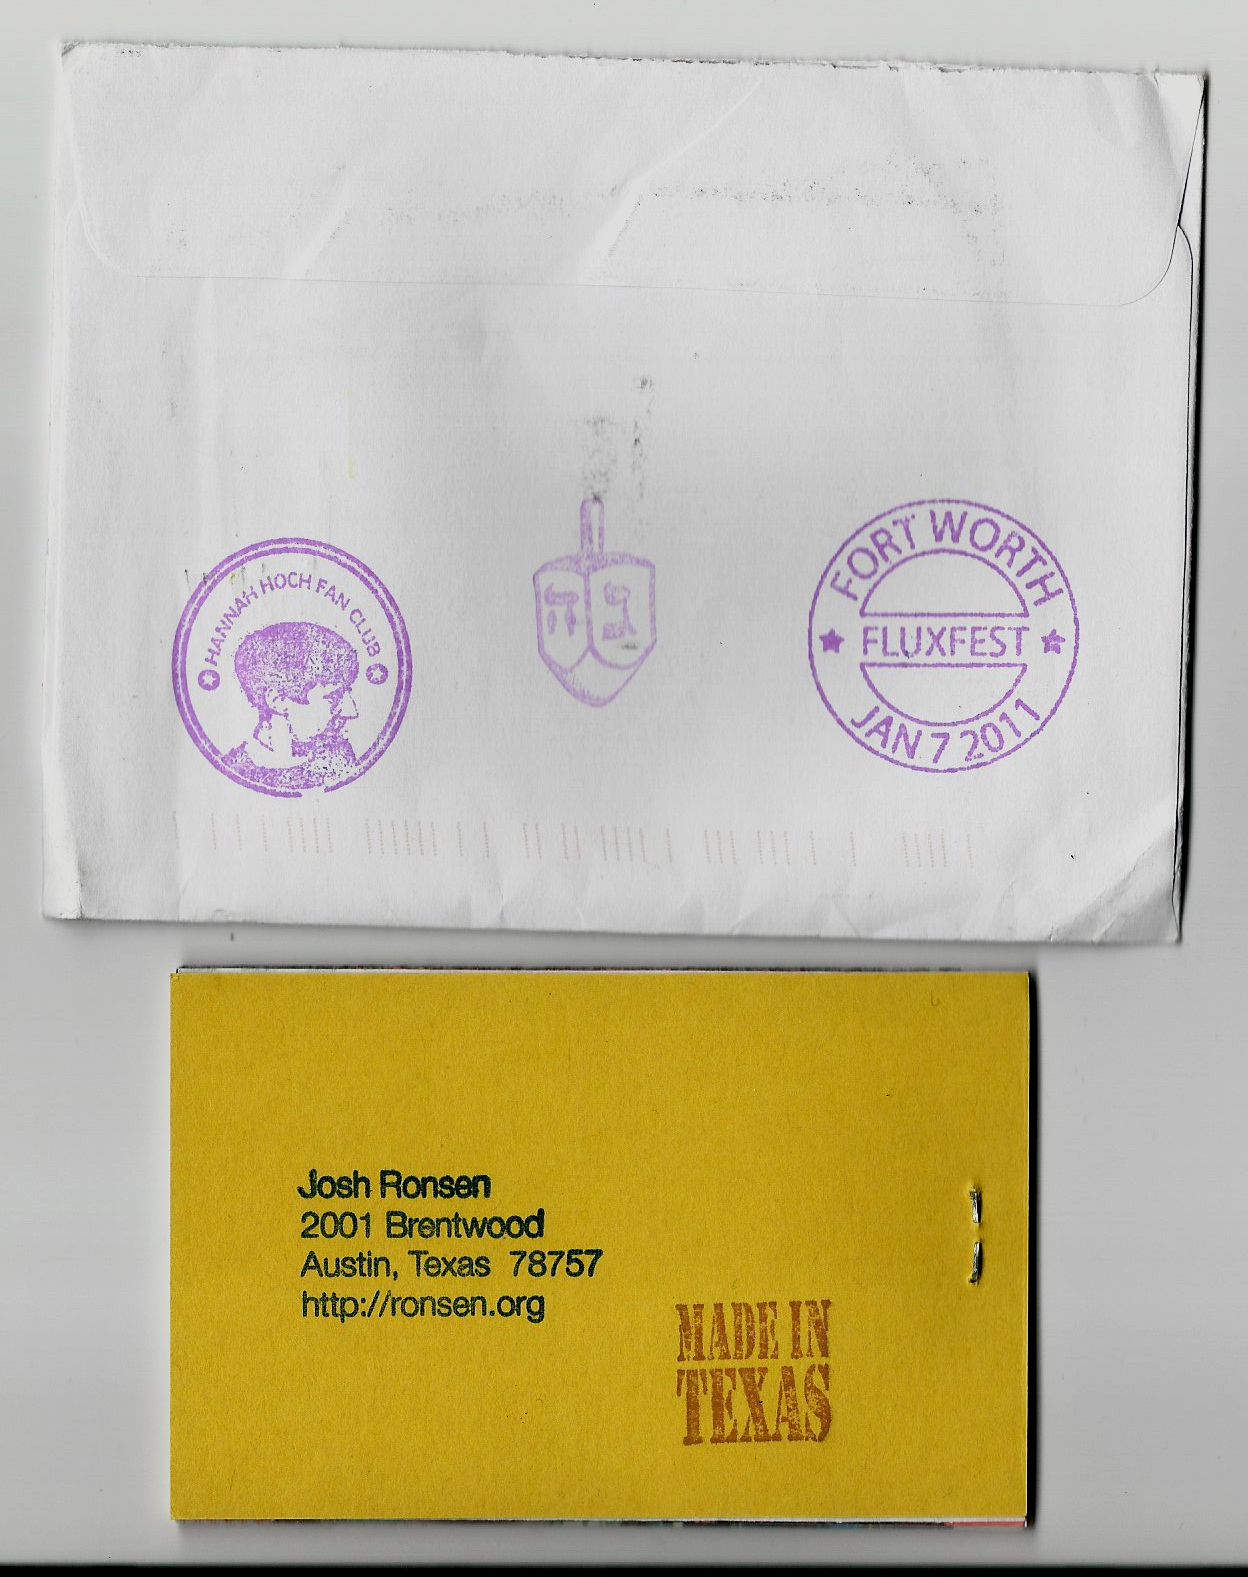 HANNAH HOCH FAN CLUB
FORT WORTH
FLUXFEST
JAN 7 2011
Josh Ronsen
2001 Brentwood
Austin, Texas 78757
http://ronsen.org
MADE IN
TEXAS